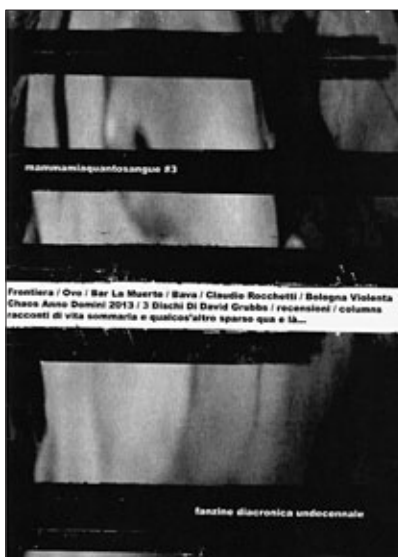 mammamiaquantosangue #3
Frontiera / Ovo / Bar La Muerte / Bava / Claudio Rocchetti / Bologna Violenta
Chaos Anno Domini 2013 / 3 Dischi Di David Grubbs / recensioni / columns
racconti di vita sommaria e qualcos'altro sparso qua e là...
fanzine diacronica undecennale